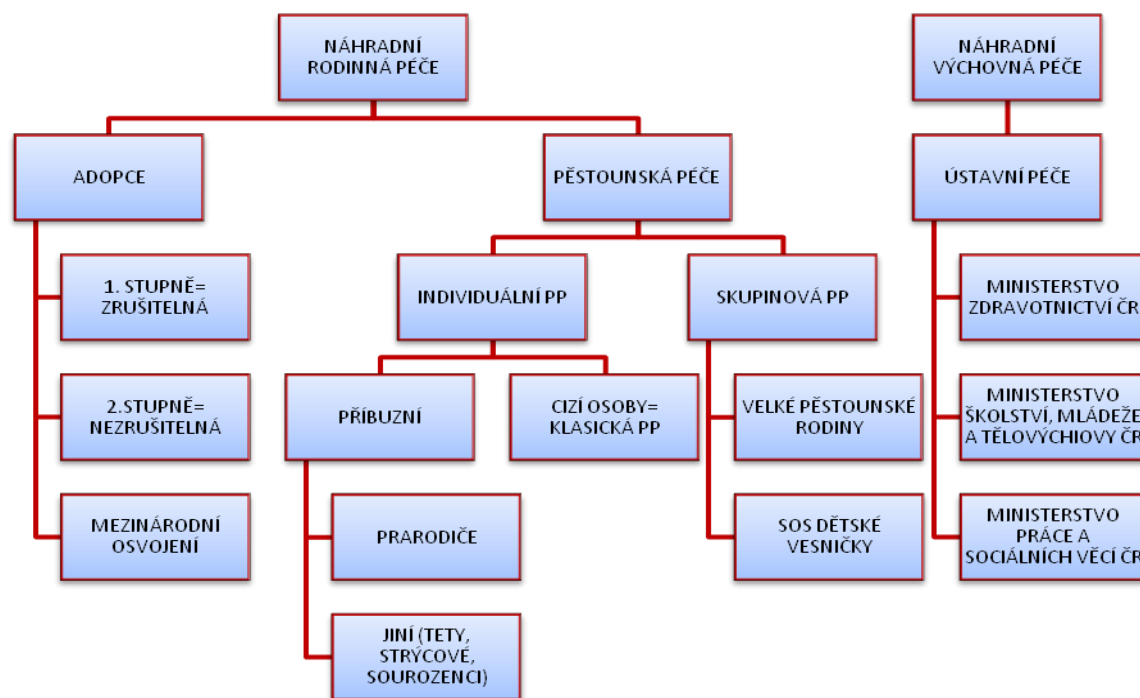 NÁHRADNÍ
RODINNÁ PÉČE
NÁHRADNÍ
VÝCHOVNÁ PÉČE
ADOPCE
PĚSTOUNSKÁ PÉČE
ÚSTAVNÍ PÉČE
1. STUPNĚ=
ZRUŠITELNÁ
INDIVIDUÁLNÍ PP
SKUPINOVÁ PP
MINISTERSTVO
ZDRAVOTNICTVÍ ČR
2.STUPNĚ=
NEZRUŠITELNÁ
PŘÍBUZNÍ
CIZÍ OSOBY=
KLASICKÁ PP
VELKÉ PĚSTOUNSKÉ
RODINY
MINISTERSTVO
ŠKOLSTVÍ, MLÁDEŽE
A TĚLOVÝCHIOVY ČR
MEZINÁRODNÍ
OSVOJENÍ
PRARODIČE
SOS DĚTSKÉ
VESNIČKY
MINISTERSTVO
PRÁCE A
SOCIÁLNÍCH VĚCÍ ČR
JINÍ (TETY,
STRÝCOVÉ,
SOUROZENCI)